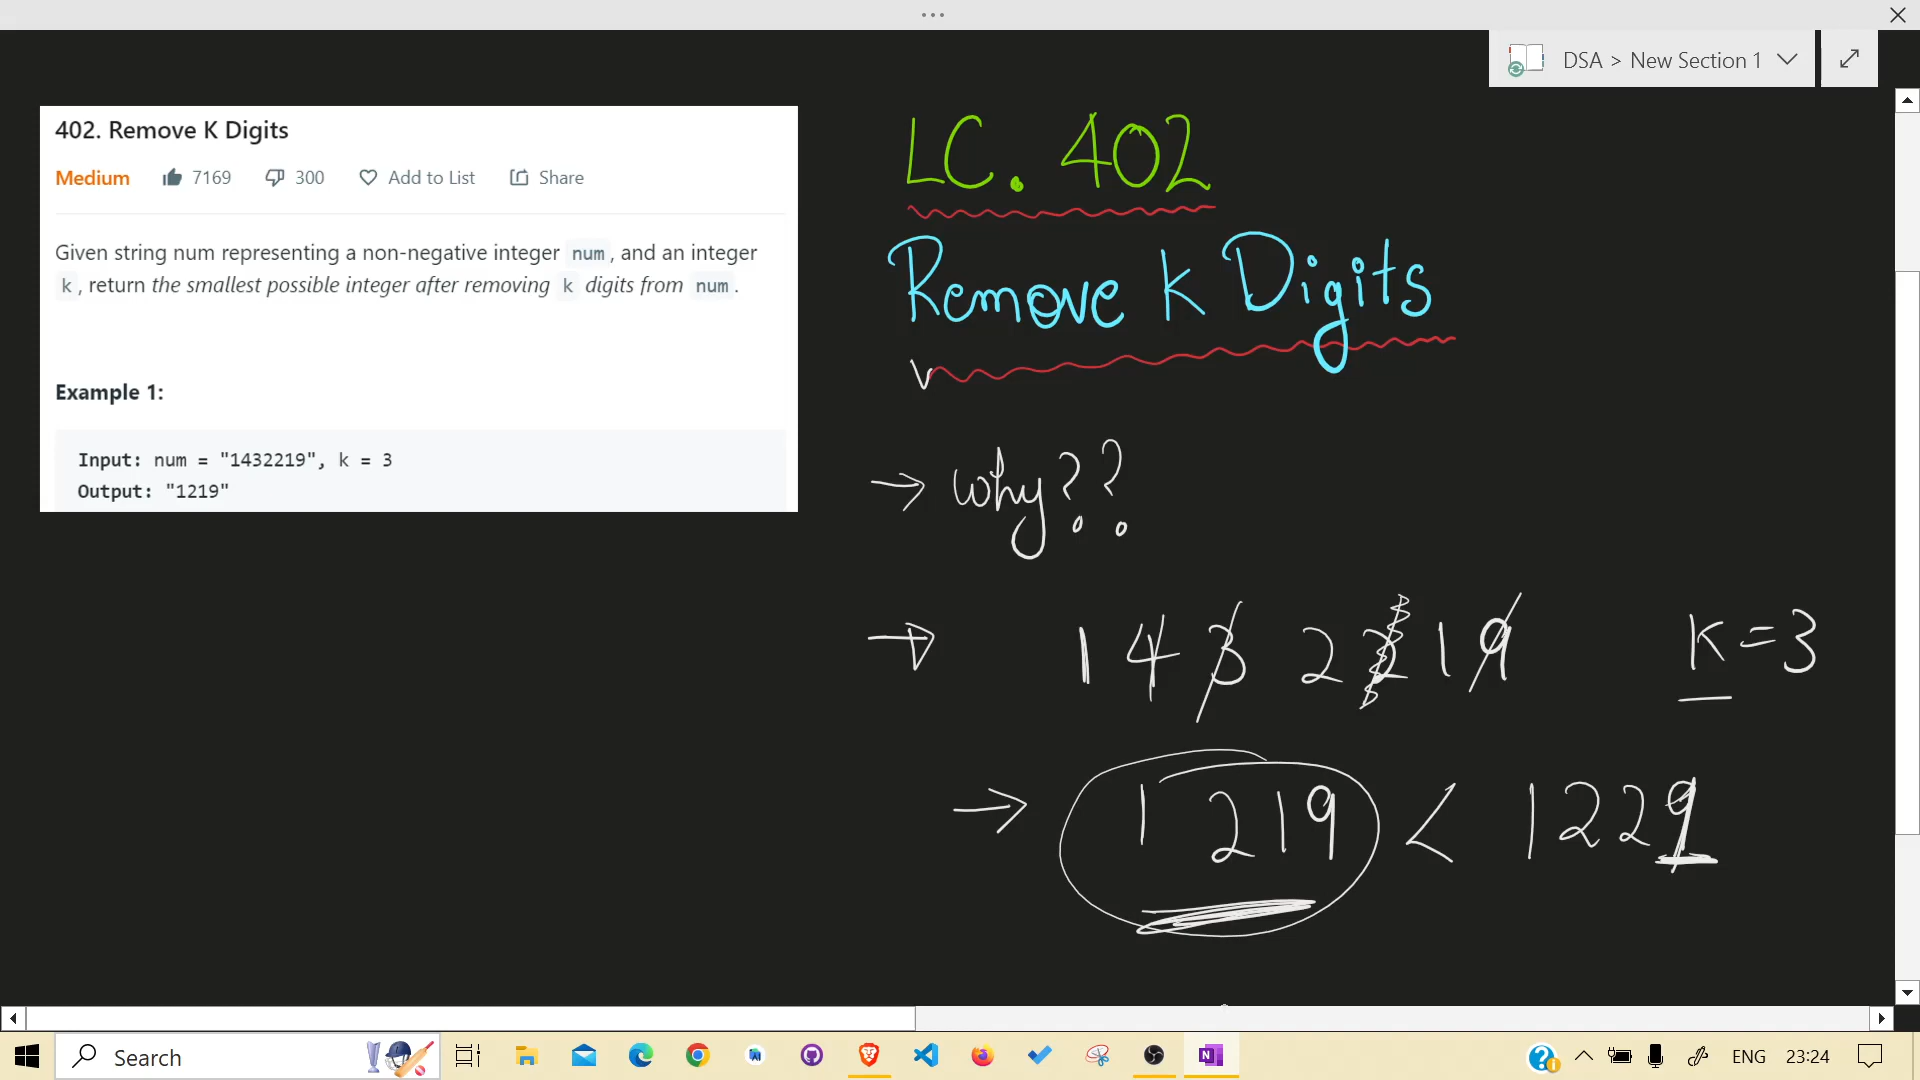 DSA > New Section 1
402. Remove K Digits
Medium 7169 300 Add to List Share
Given string num representing a non-negative integer num, and an integer
k, return the smallest possible integer after removing k digits from num.
Example 1:
Input: num = "1432219", k = 3
Output: "1219"
LC. 402
Remove K Digits
→ why??
→ 1 4 3 2 2 1 9 K=3
→ 1 219 < 1229
Search
ENG 23:24